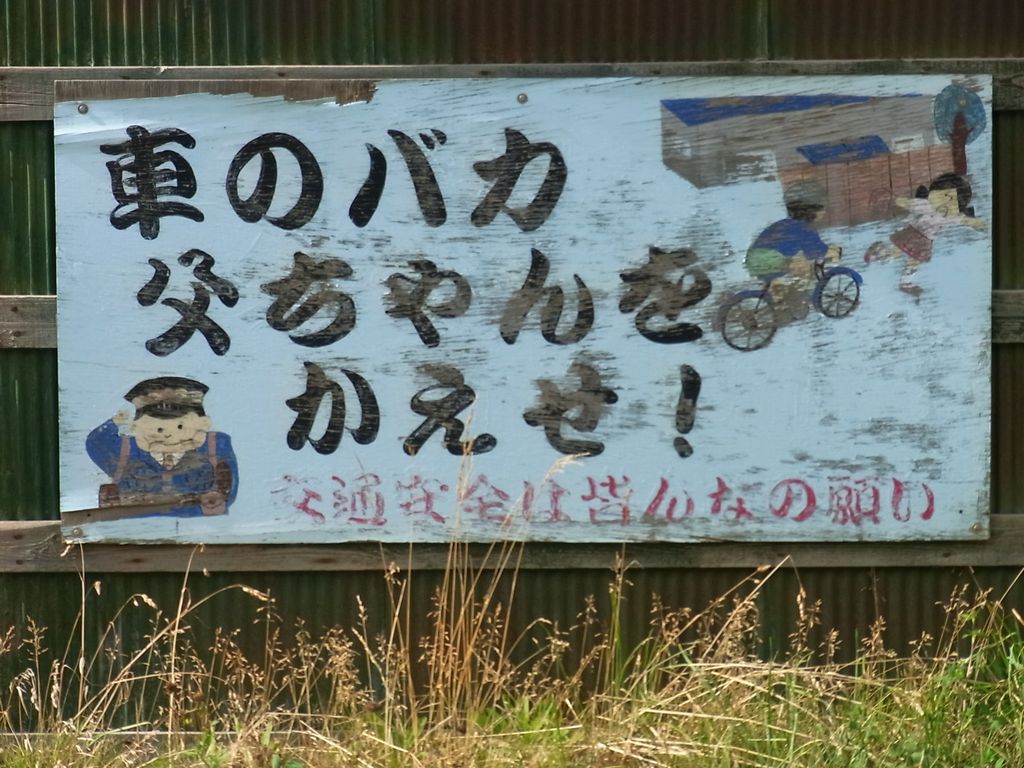 車のバカ
父ちゃんを
かえせ!
交通安全は皆んなの願い